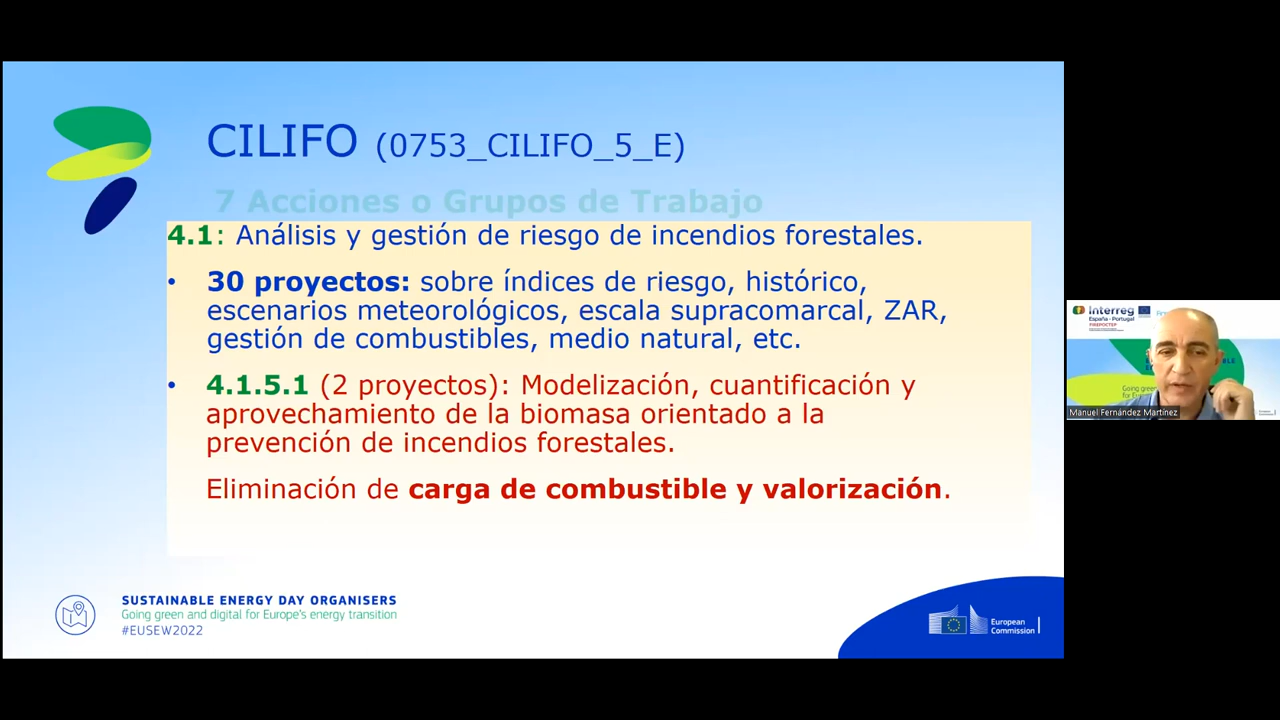 CILIFO (0753_CILIFO_5_E)
7 Acciones o Grupos de Trabajo
4.1: Análisis y gestión de riesgo de incendios forestales.
• 30 proyectos: sobre índices de riesgo, histórico,
escenarios meteorológicos, escala supracomarcal, ZAR,
gestión de combustibles, medio natural, etc.
• 4.1.5.1 (2 proyectos): Modelización, cuantificación y
aprovechamiento de la biomasa orientado a la
prevención de incendios forestales.
Eliminación de carga de combustible y valorización.
SUSTAINABLE ENERGY DAY ORGANISERS
Going green and digital for Europe's energy transition
#EUSEW2022
European
Commission
Interreg
España - Portugal
Going green
for Eur
Manuel Fernández Martínez